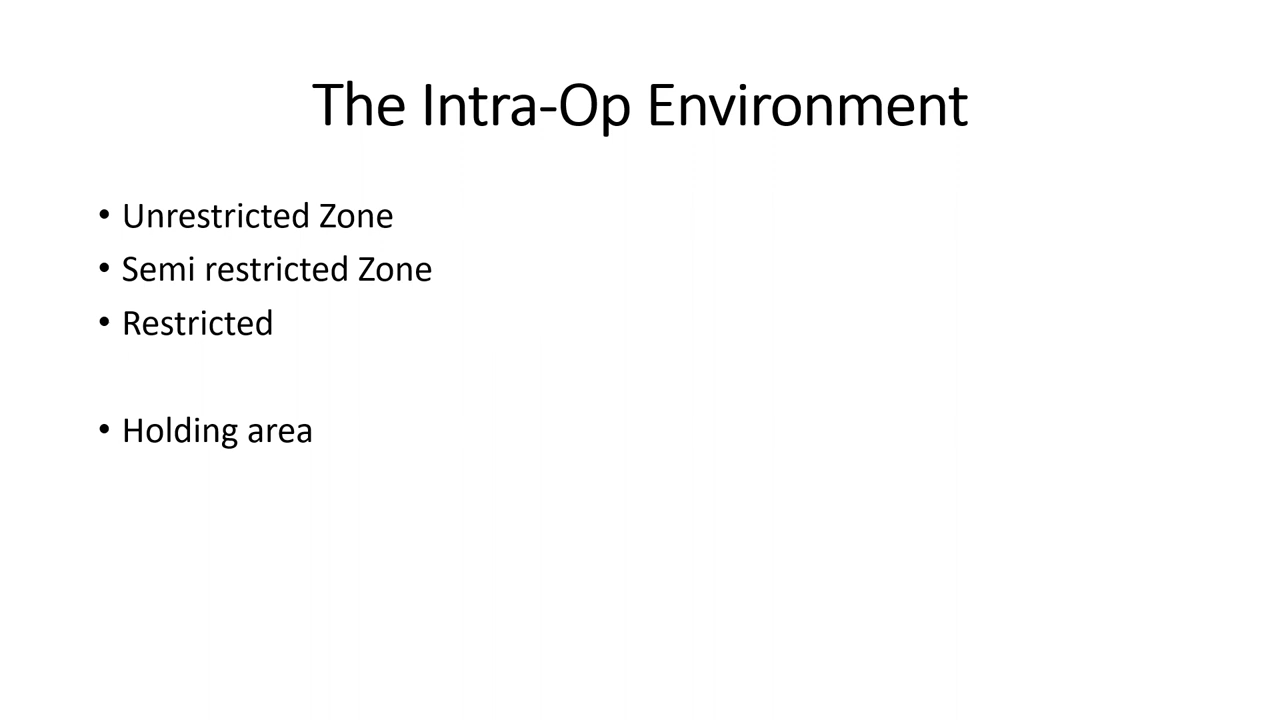 The Intra-Op Environment
• Unrestricted Zone
• Semi restricted Zone
• Restricted
• Holding area